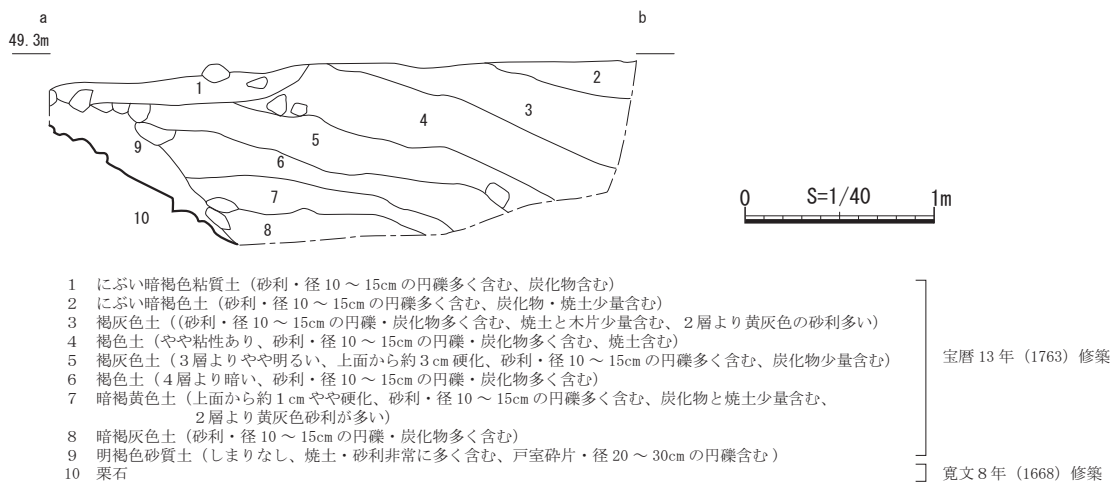 a
b
49.3m
1
2
3
4
5
6
7
8
9
10
0
S=1/40
1m
1 にぶい暗褐色粘質土（砂利・径 10 ～ 15cm の円礫多く含む、炭化物含む）
2 にぶい暗褐色土（砂利・径 10 ～ 15cm の円礫多く含む、炭化物・焼土少量含む）
3 褐灰色土（（砂利・径 10 ～ 15cm の円礫・炭化物多く含む、焼土と木片少量含む、２層より黄灰色の砂利多い）
4 褐色土（やや粘性あり、砂利・径 10 ～ 15cm の円礫・炭化物多く含む、焼土含む）
5 褐灰色土（３層よりやや明るい、上面から約３cm 硬化、砂利・径 10 ～ 15cm の円礫多く含む、炭化物少量含む）
6 褐色土（４層より暗い、砂利・径 10 ～ 15cm の円礫・炭化物多く含む）
7 暗褐黄色土（上面から約１cm やや硬化、砂利・径 10 ～ 15cm の円礫多く含む、炭化物と焼土少量含む、
２層より黄灰色砂利が多い）
8 暗褐灰色土（砂利・径 10 ～ 15cm の円礫・炭化物多く含む）
9 明褐色砂質土（しまりなし、焼土・砂利非常に多く含む、戸室砕片・径 20 ～ 30cm の円礫含む）
10 栗石
宝暦 13 年（1763）修築
寛文８年（1668）修築